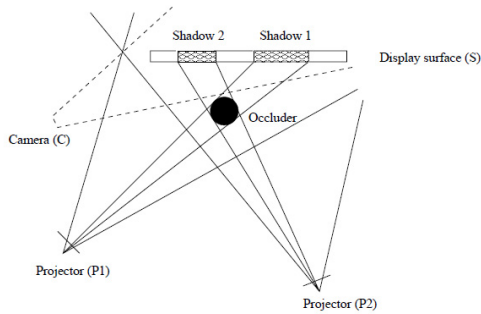 Shadow 2
Shadow 1
Display surface (S)
Occluder
Camera (C)
Projector (P1)
Projector (P2)